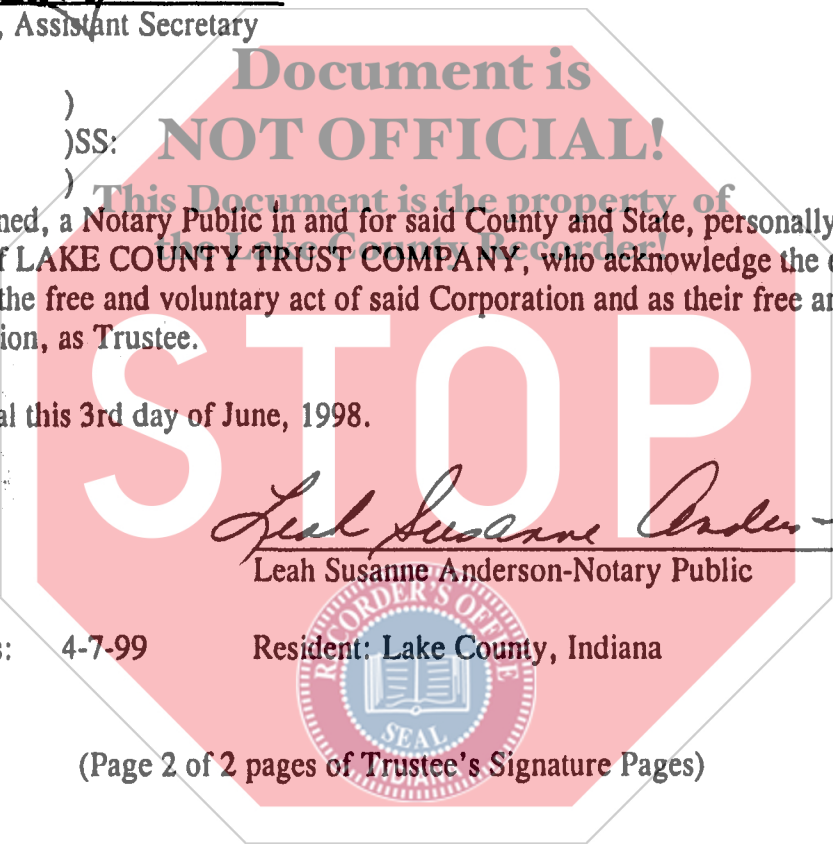 , Assistant Secretary
Document is
)
)SS: NOT OFFICIAL!
)
This Document is the property of
ned, a Notary Public in and for said County and State, personally
the Lake County Recorder!
f LAKE COUNTY TRUST COMPANY, who acknowledge the
the free and voluntary act of said Corporation and as their free
ion, as Trustee.
STOP
al this 3rd day of June, 1998.
Leah Susanne Ander-
Leah Susanne Anderson-Notary Public
s: 4-7-99 Resident: Lake County, Indiana
RECORDER'S OFFICE
SEAL
INDIANA
(Page 2 of 2 pages of Trustee's Signature Pages)